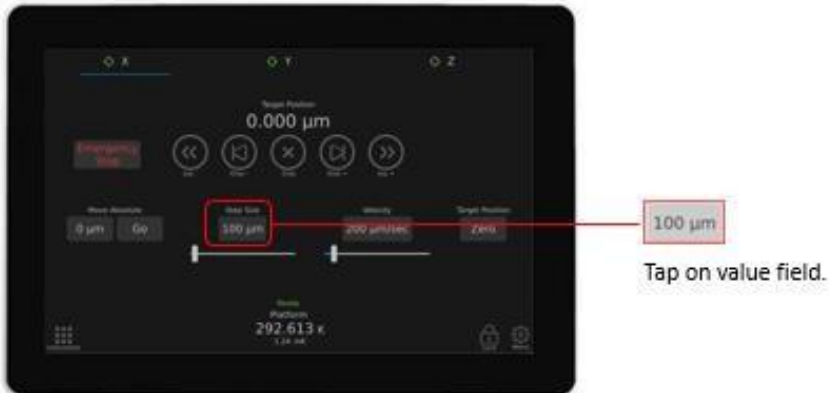 X
Y
Z
Target Position
0.000 µm
Emergency
Stop
Move Absolute
Step Size
Velocity
Target Position
0 µm
Go
100 µm
200 µm/sec
Zero
100 µm
Tap on value field.
Platform
292.613 K